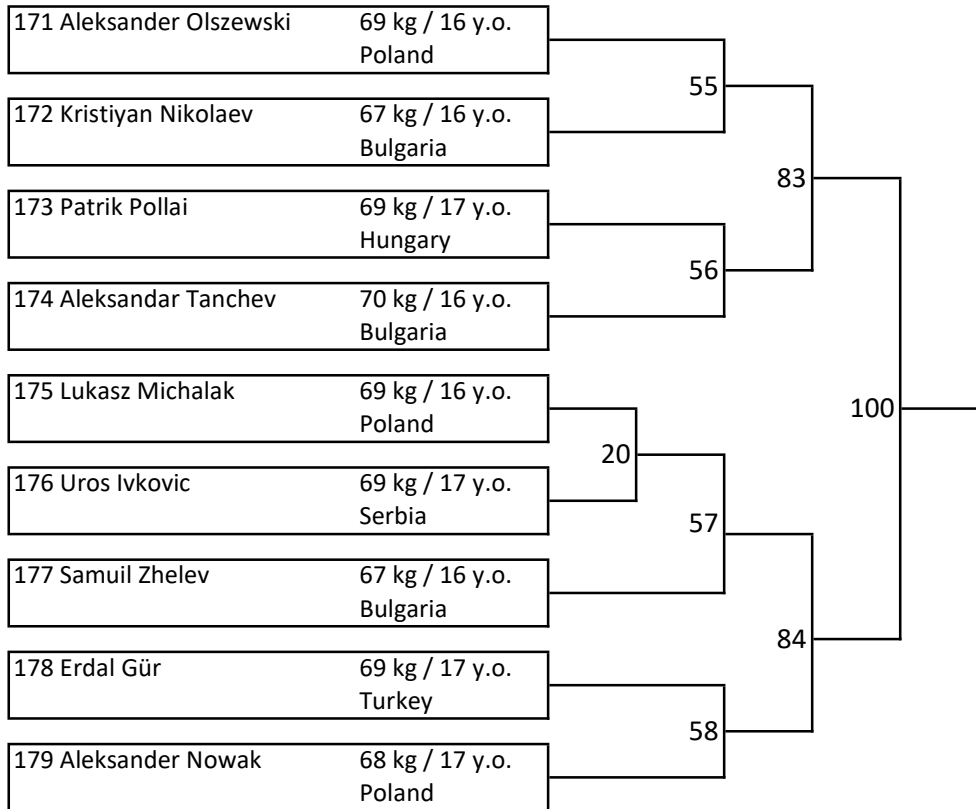 171 Aleksander Olszewski 69 kg / 16 y.o.
Poland
55
172 Kristiyan Nikolaev 67 kg / 16 y.o.
Bulgaria
83
173 Patrik Pollai 69 kg / 17 y.o.
Hungary
56
174 Aleksandar Tanchev 70 kg / 16 y.o.
Bulgaria
175 Lukasz Michalak 69 kg / 16 y.o.
Poland
100
20
176 Uros Ivkovic 69 kg / 17 y.o.
Serbia
57
177 Samuil Zhelev 67 kg / 16 y.o.
Bulgaria
84
178 Erdal Gür 69 kg / 17 y.o.
Turkey
58
179 Aleksander Nowak 68 kg / 17 y.o.
Poland